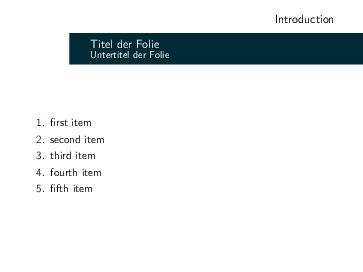 Introduction
Titel der Folie
Untertitel der Folie
1. first item
2. second item
3. third item
4. fourth item
5. fifth item